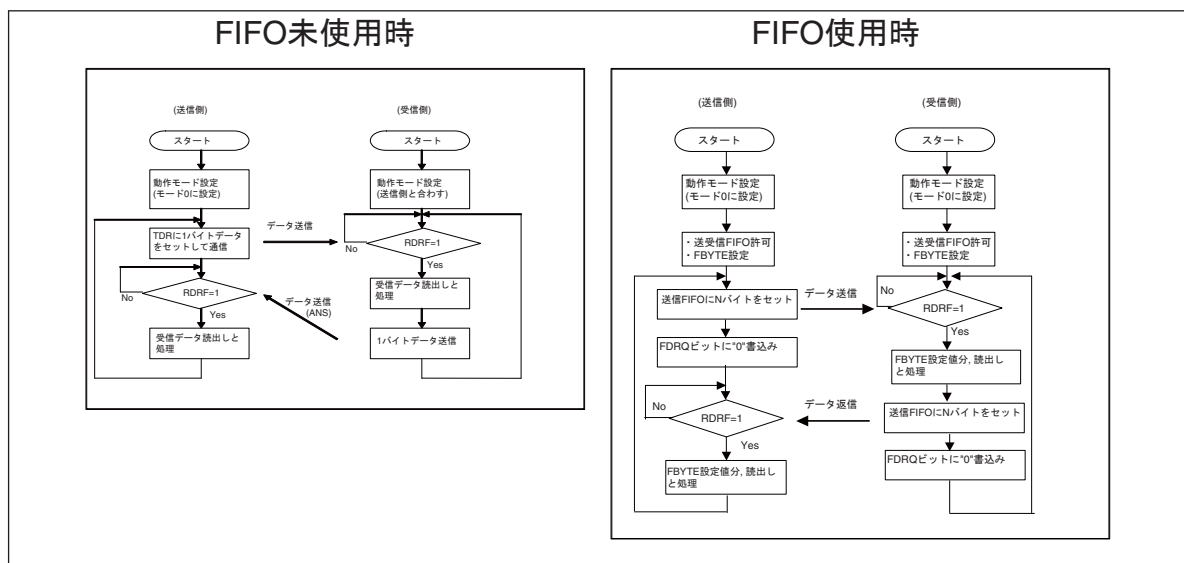 FIFO未使用時
(送信側)
スタート
動作モード設定
(モード0に設定)
TDRに1バイトデータ
をセットして通信
データ送信
RDRF=1
No
Yes
受信データ読出しと
処理
(受信側)
スタート
動作モード設定
(送信側と合わす)
RDRF=1
No
Yes
受信データ読出しと
処理
データ送信
(ANS)
1バイトデータ送信
FIFO使用時
(送信側)
スタート
動作モード設定
(モード0に設定)
・送受信FIFO許可
・FBYTE設定
送信FIFOにNバイトをセット
データ送信
FDRQビットに"0"書込み
No
RDRF=1
Yes
FBYTE設定値分, 読出し
と処理
(受信側)
スタート
動作モード設定
(モード0に設定)
・送受信FIFO許可
・FBYTE設定
No
RDRF=1
Yes
FBYTE設定値分, 読出し
と処理
データ返信
送信FIFOにNバイトをセット
FDRQビットに"0"書込み